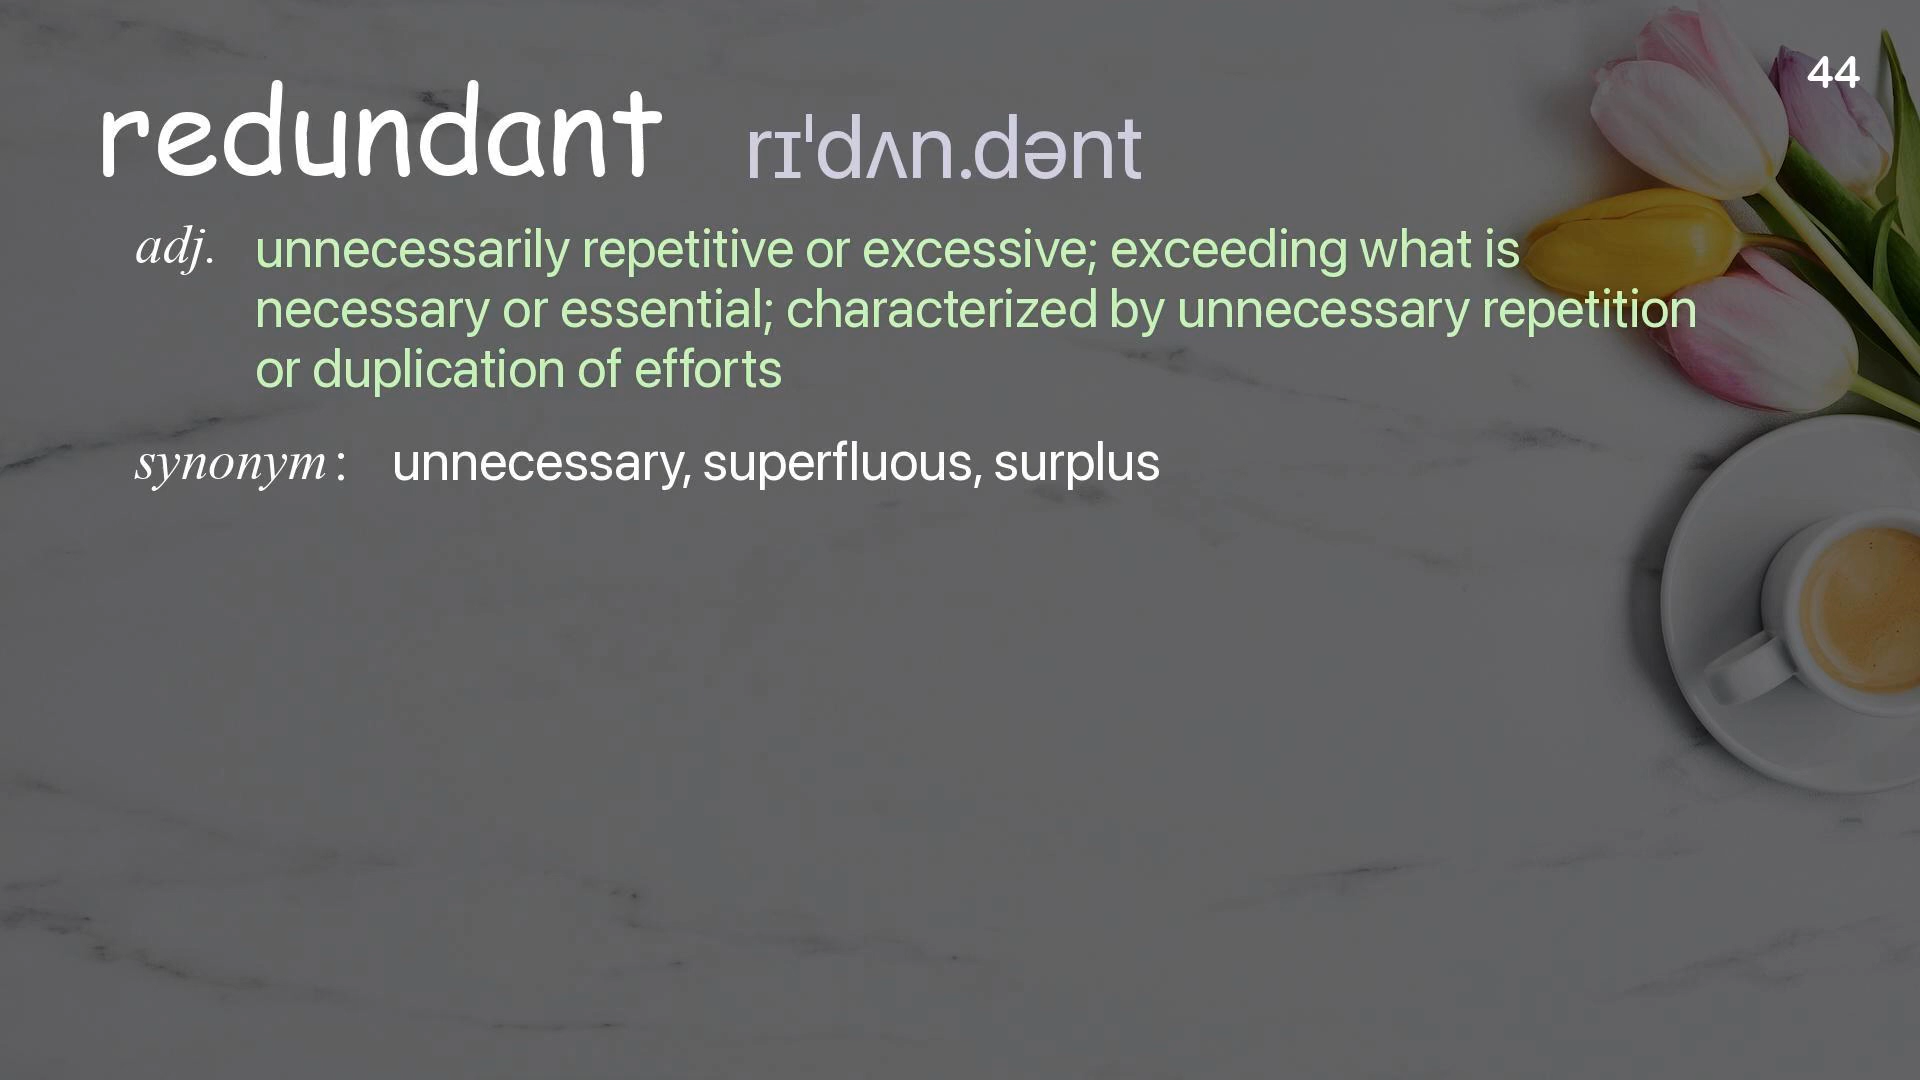 44
redundant rɪˈdʌn.dənt
adj. unnecessarily repetitive or excessive; exceeding what is
necessary or essential; characterized by unnecessary repetition
or duplication of efforts
synonym : unnecessary, superfluous, surplus